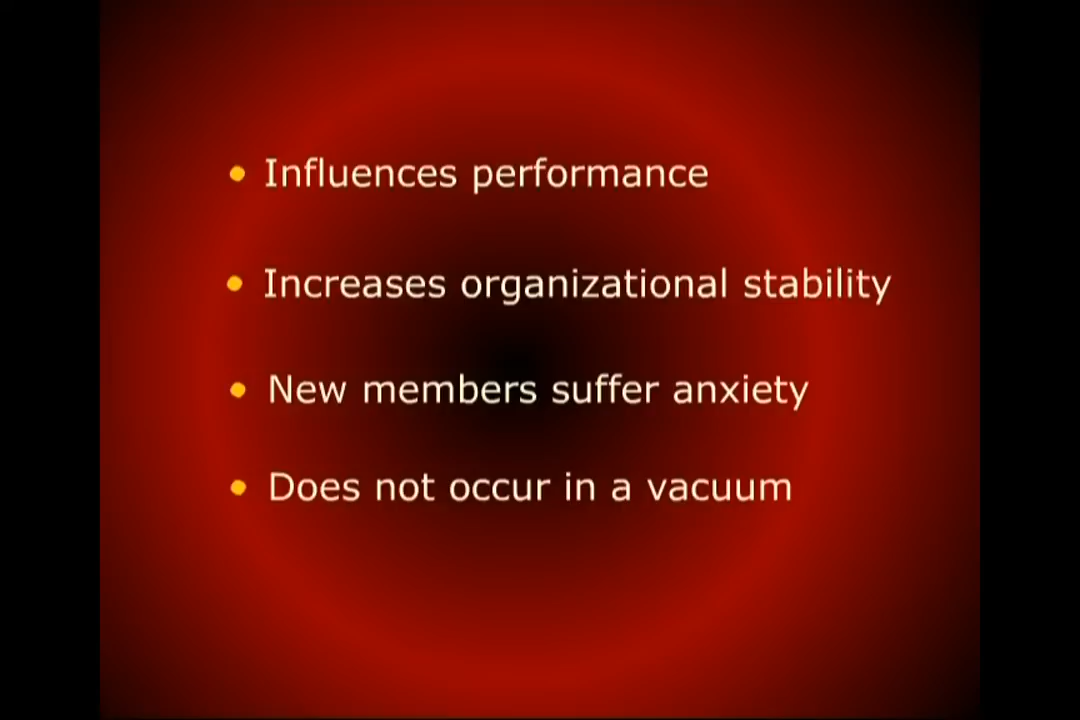 • Influences performance
• Increases organizational stability
• New members suffer anxiety
• Does not occur in a vacuum